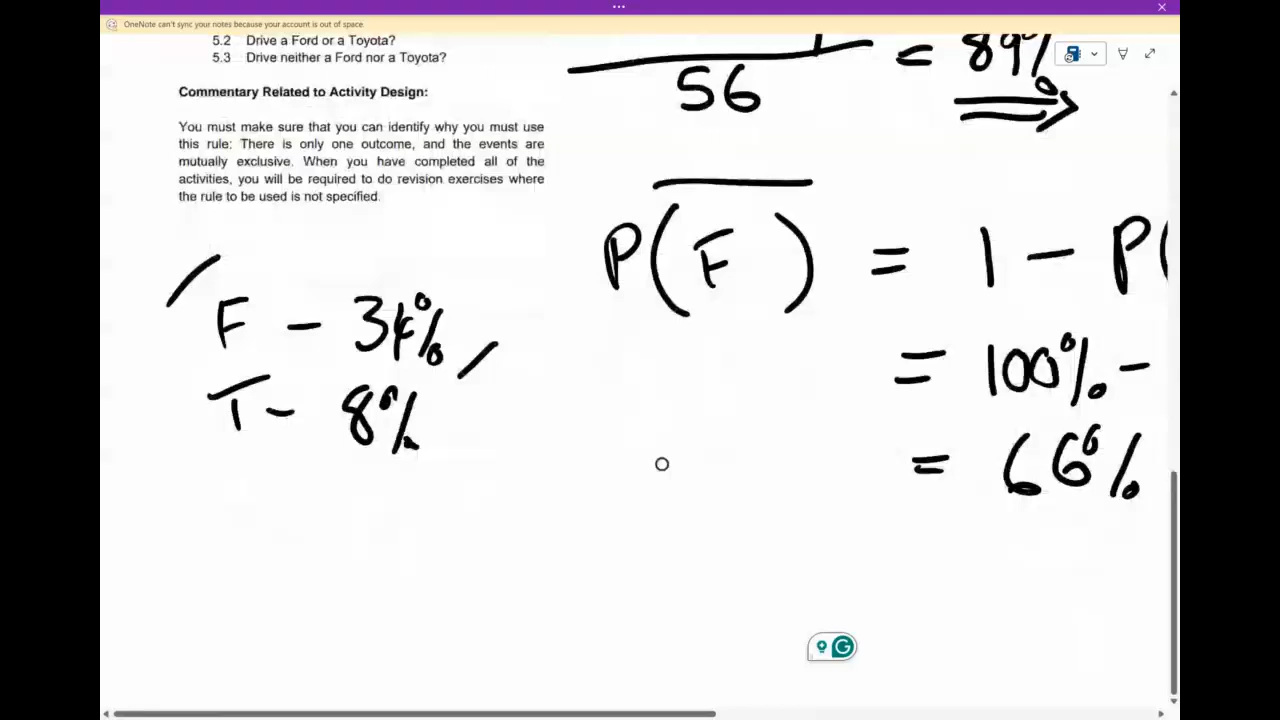 OneNote can't sync your notes because your account is out of space.
5.2 Drive a Ford or a Toyota?
5.3 Drive neither a Ford nor a Toyota?
Commentary Related to Activity Design:
You must make sure that you can identify why you must use
this rule: There is only one outcome, and the events are
mutually exclusive. When you have completed all of the
activities, you will be required to do revision exercises where
the rule to be used is not specified.
F - 34%
T - 8%
56
= 89%
P(F) = 1 - P(
= 100% -
= 66%